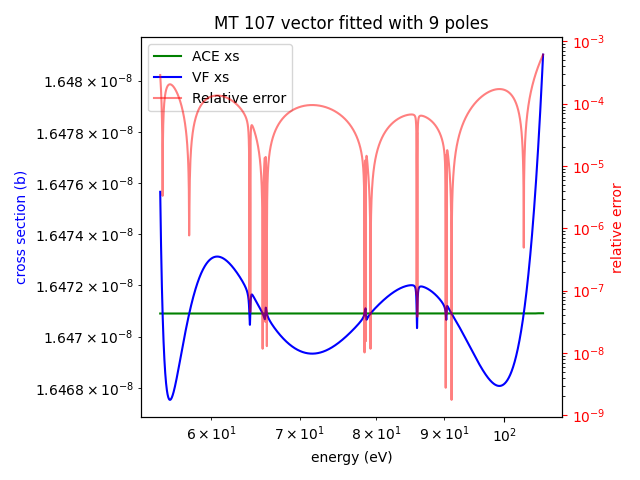 MT 107 vector fitted with 9 poles
ACE xs
VF xs
Relative error
1.648 × 10⁻⁸
1.6478 × 10⁻⁸
1.6476 × 10⁻⁸
1.6474 × 10⁻⁸
1.6472 × 10⁻⁸
1.647 × 10⁻⁸
1.6468 × 10⁻⁸
cross section (b)
10⁻³
10⁻⁴
10⁻⁵
10⁻⁶
10⁻⁷
10⁻⁸
10⁻⁹
relative error
6 × 10¹
7 × 10¹
8 × 10¹
9 × 10¹
10²
energy (eV)